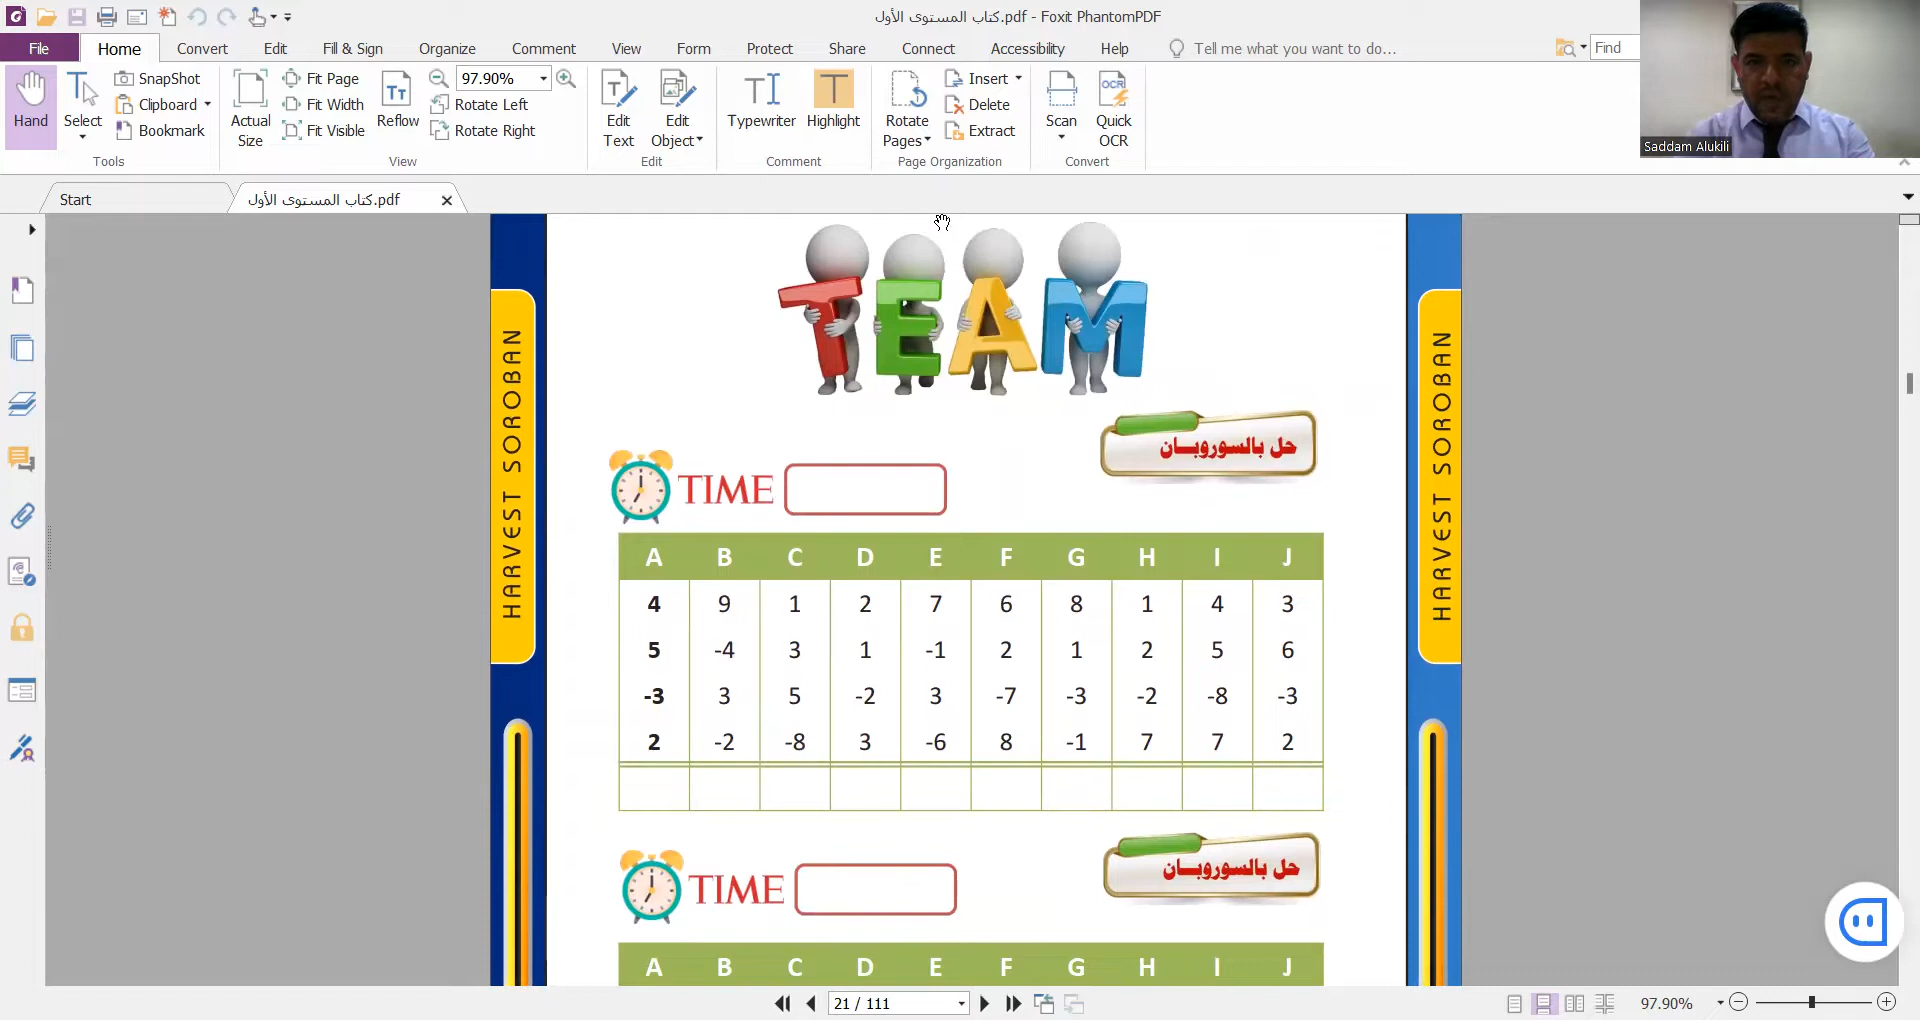 كتاب المستوى الأول.pdf - Foxit PhantomPDF
File Home Convert Edit Fill & Sign Organize Comment View Form Protect Share Connect Accessibility Help Tell me what you want to do... Find
Hand
Select
SnapShot
Clipboard
Bookmark
Tools
Actual Size
Fit Page
Fit Width
Fit Visible
Reflow
97.90%
Rotate Left
Rotate Right
View
Edit Text
Edit Object
Edit
Typewriter
Highlight
Comment
Rotate Pages
Insert
Delete
Extract
Page Organization
Scan
OCR
Quick OCR
Convert
Saddam Alukili
Start
كتاب المستوى الأول.pdf
TEAM
HARVEST SOROBAN
HARVEST SOROBAN
حل بالسوروبان
TIME
A B C D E F G H I J
4 9 1 2 7 6 8 1 4 3
5 -4 3 1 -1 2 1 2 5 6
-3 3 5 -2 3 -7 -3 -2 -8 -3
2 -2 -8 3 -6 8 -1 7 7 2
حل بالسوروبان
TIME
A B C D E F G H I J
21 / 111
97.90%